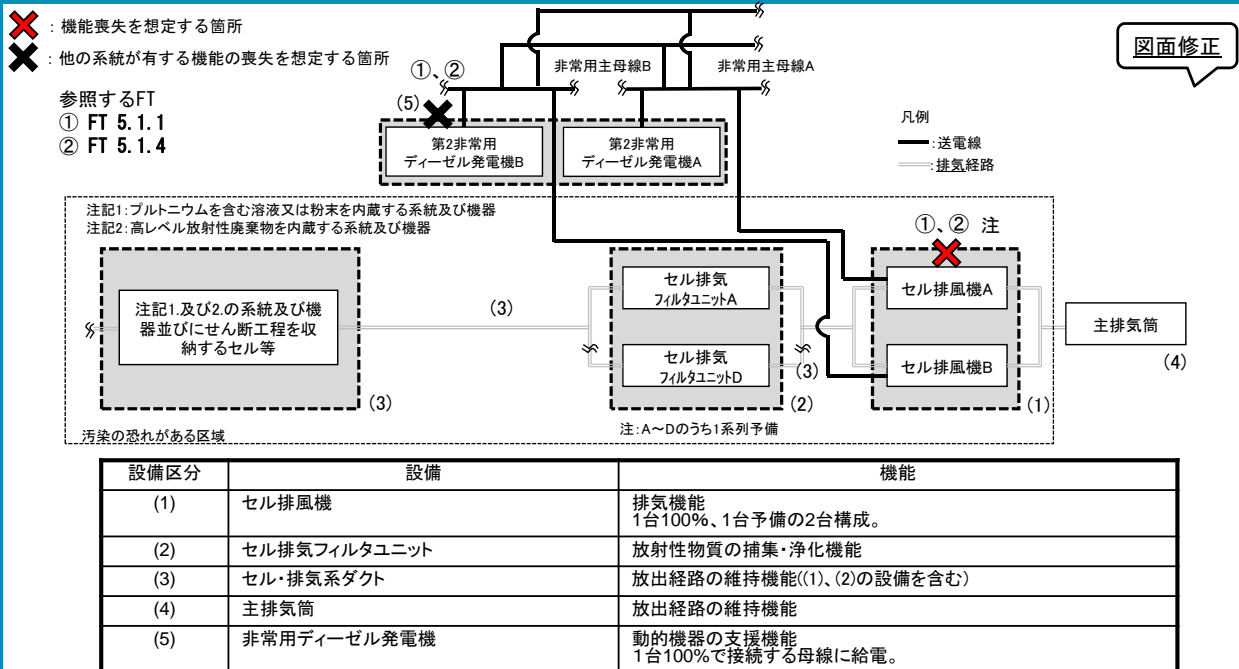 ：機能喪失を想定する箇所
：他の系統が有する機能の喪失を想定する箇所
図面修正
参照するFT
① FT 5.1.1
② FT 5.1.4
①、②
(5)
非常用主母線B
非常用主母線A
第2非常用
ディーゼル発電機B
第2非常用
ディーゼル発電機A
凡例
：送電線
：排気経路
注記1：プルトニウムを含む溶液又は粉末を内蔵する系統及び機器
注記2：高レベル放射性廃棄物を内蔵する系統及び機器
①、② 注
注記1.及び2.の系統及び機
器並びにせん断工程を収
納するセル等
(3)
(3)
セル排気
フィルタユニットA
セル排気
フィルタユニットD
(3)
(2)
セル排風機A
セル排風機B
(1)
主排気筒
(4)
注：A～Dのうち1系列予備
汚染の恐れがある区域
設備区分 設備 機能
(1) セル排風機 排気機能
1台100%、1台予備の2台構成。
(2) セル排気フィルタユニット 放射性物質の捕集・浄化機能
(3) セル・排気系ダクト 放出経路の維持機能((1)、(2)の設備を含む)
(4) 主排気筒 放出経路の維持機能
(5) 非常用ディーゼル発電機 動的機器の支援機能
1台100%で接続する母線に給電。